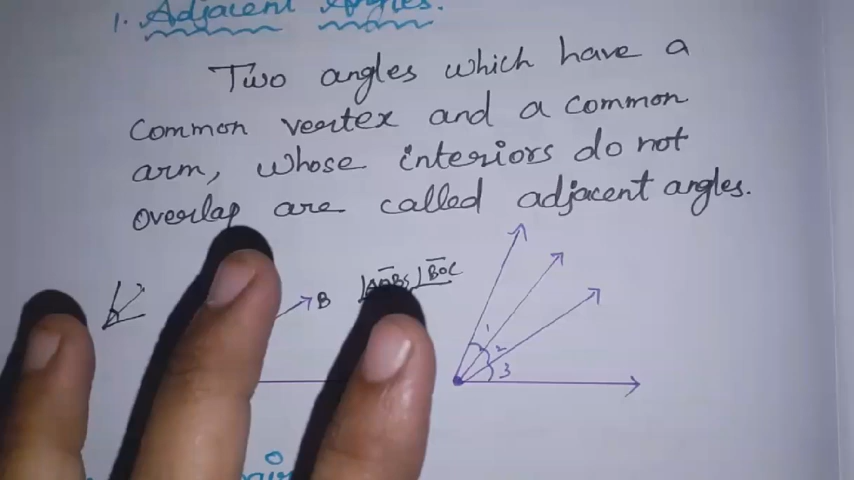 1. Adjacent Angles.
Two angles which have a
common vertex and a common
arm, whose interiors do not
overlap are called adjacent angles.
B
BOC
1
2
3